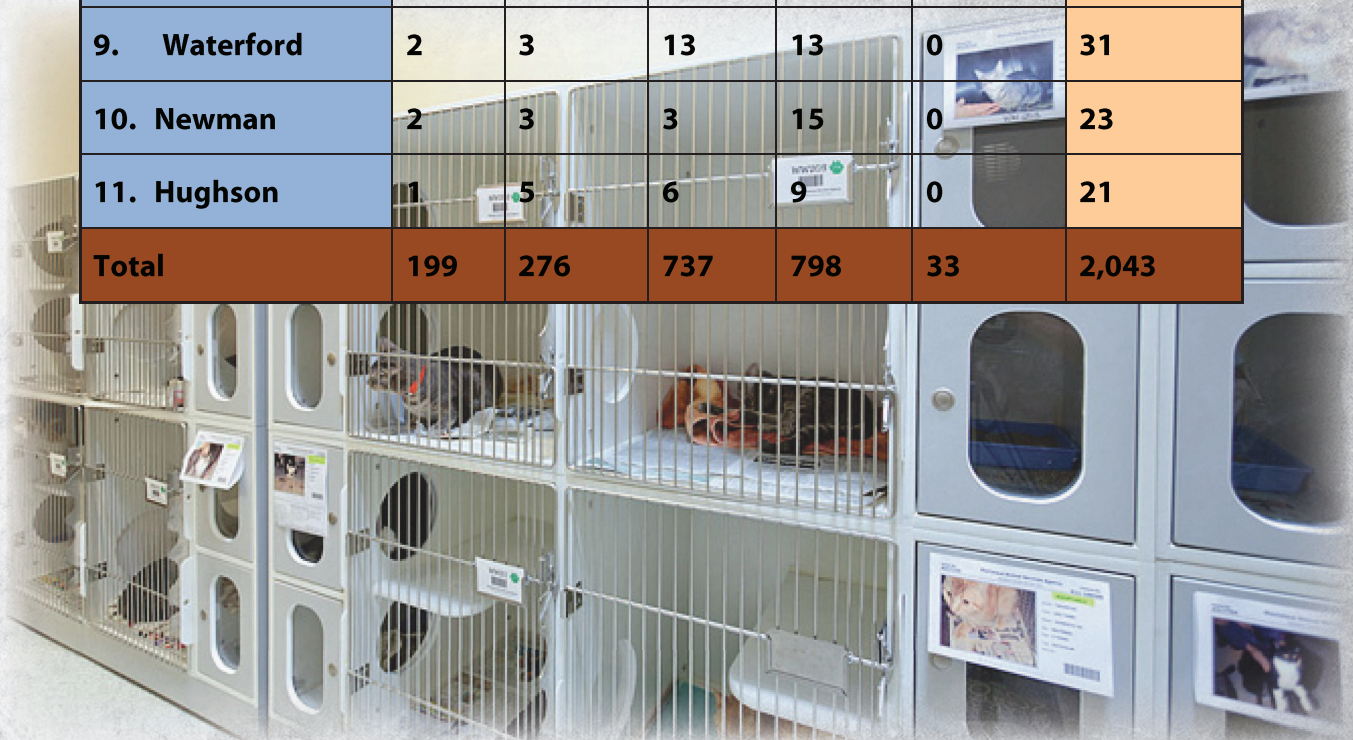 9. Waterford 2 3 13 13 0 31
10. Newman 2 3 3 15 0 23
11. Hughson 1 5 6 9 0 21
Total 199 276 737 798 33 2,043